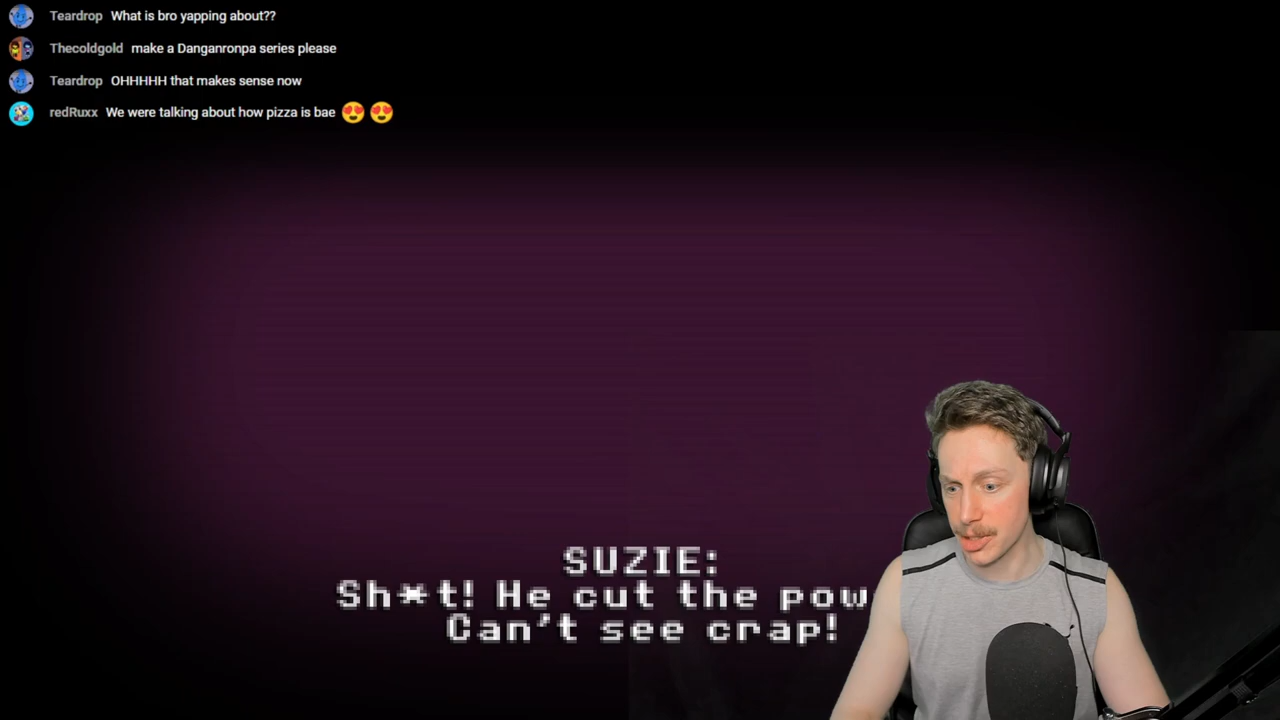 Teardrop What is bro yapping about??
Thecoldgold make a Danganronpa series please
Teardrop OHHHHH that makes sense now
redRuxx We were talking about how pizza is bae 😍 😍
SUZIE:
Sh*t! He cut the pow
Can't see crap!